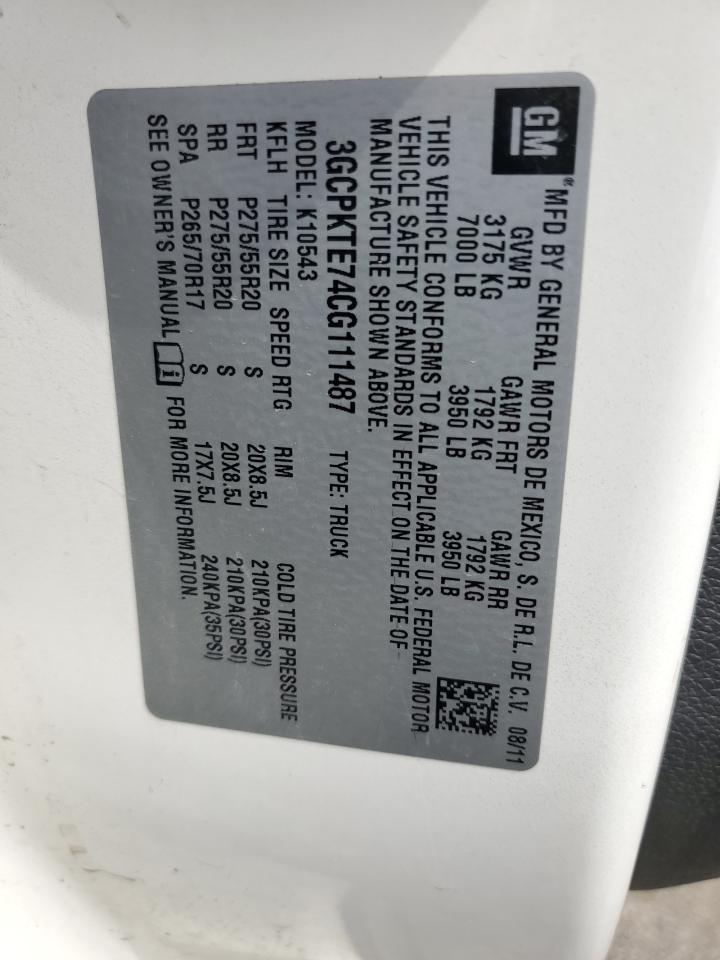 GM ® MFD BY GENERAL MOTORS DE MEXICO, S. DE R.L. DE C.V. 08/11
GVWR GAWR FRT GAWR RR
3175 KG 1792 KG 1792 KG
7000 LB 3950 LB 3950 LB
THIS VEHICLE CONFORMS TO ALL APPLICABLE U.S. FEDERAL MOTOR
VEHICLE SAFETY STANDARDS IN EFFECT ON THE DATE OF
MANUFACTURE SHOWN ABOVE.
3GCPKTE74CG111487 TYPE: TRUCK
MODEL: K10543
KFLH TIRE SIZE SPEED RTG RIM COLD TIRE PRESSURE
FRT P275/55R20 S 20X8.5J 210KPA(30PSI)
RR P275/55R20 S 20X8.5J 210KPA(30PSI)
SPA P265/70R17 S 17X7.5J 240KPA(35PSI)
SEE OWNER'S MANUAL i FOR MORE INFORMATION.